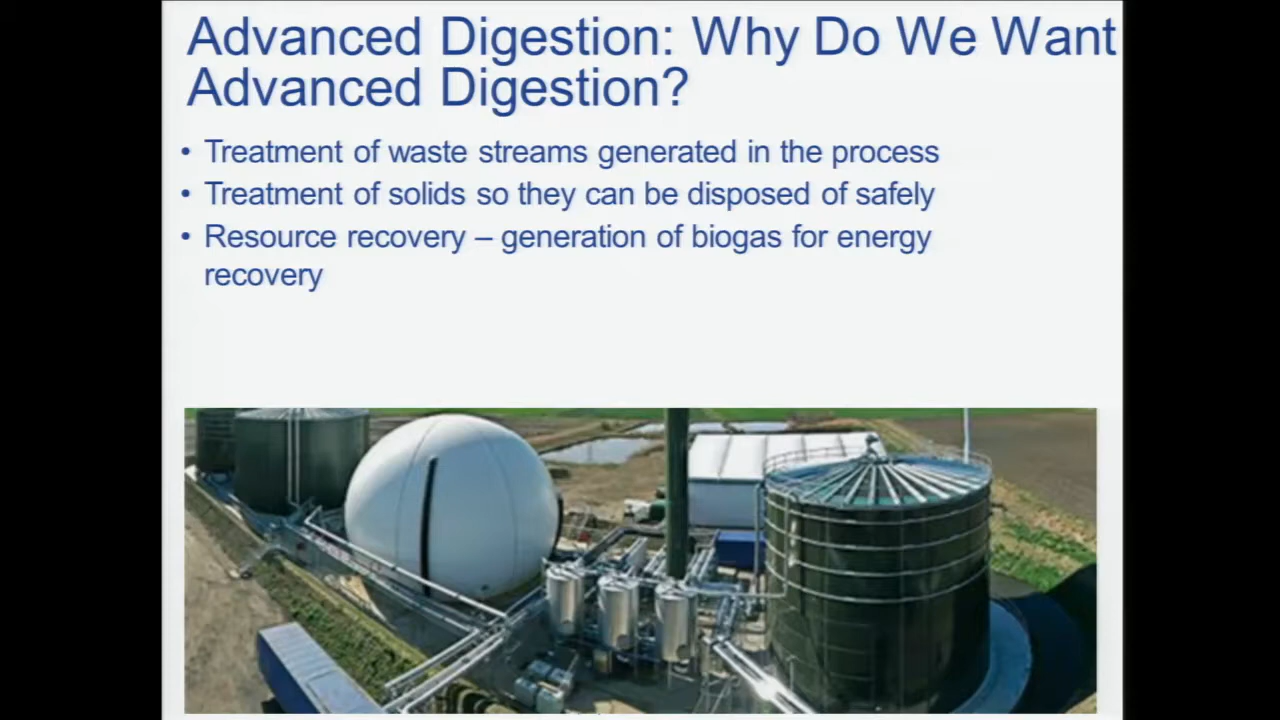 Advanced Digestion: Why Do We Want
Advanced Digestion?
• Treatment of waste streams generated in the process
• Treatment of solids so they can be disposed of safely
• Resource recovery – generation of biogas for energy
recovery